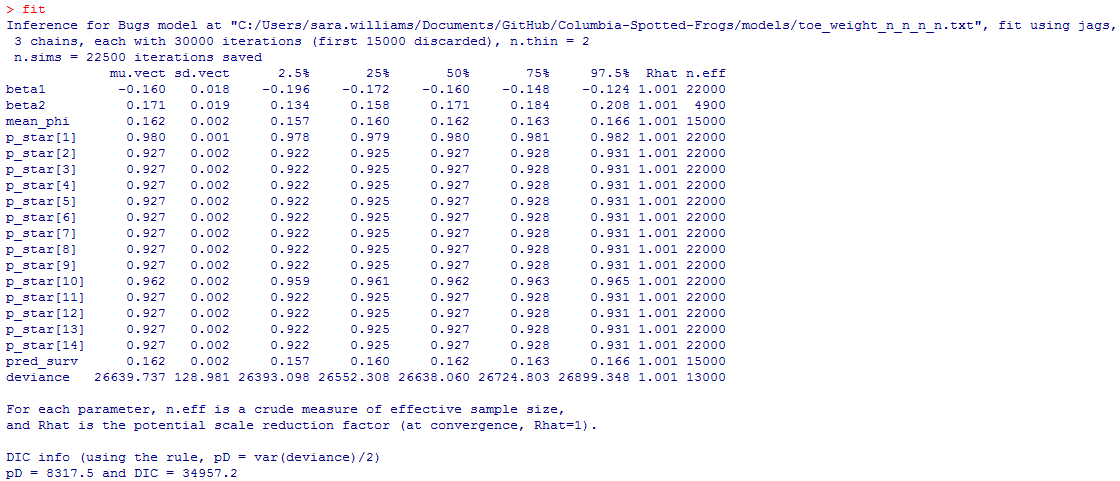 > fit
Inference for Bugs model at "C:/Users/sara.williams/Documents/GitHub/Columbia-Spotted-Frogs/models/toe_weight_n_n_n_n.txt", fit using jags,
 3 chains, each with 30000 iterations (first 15000 discarded), n.thin = 2
 n.sims = 22500 iterations saved
             mu.vect sd.vect      2.5%       25%       50%       75%     97.5%  Rhat n.eff
beta1         -0.160   0.018    -0.196    -0.172    -0.160    -0.148    -0.124 1.001 22000
beta2          0.171   0.019     0.134     0.158     0.171     0.184     0.208 1.001  4900
mean_phi       0.162   0.002     0.157     0.160     0.162     0.163     0.166 1.001 15000
p_star[1]      0.980   0.001     0.978     0.979     0.980     0.981     0.982 1.001 22000
p_star[2]      0.927   0.002     0.922     0.925     0.927     0.928     0.931 1.001 22000
p_star[3]      0.927   0.002     0.922     0.925     0.927     0.928     0.931 1.001 22000
p_star[4]      0.927   0.002     0.922     0.925     0.927     0.928     0.931 1.001 22000
p_star[5]      0.927   0.002     0.922     0.925     0.927     0.928     0.931 1.001 22000
p_star[6]      0.927   0.002     0.922     0.925     0.927     0.928     0.931 1.001 22000
p_star[7]      0.927   0.002     0.922     0.925     0.927     0.928     0.931 1.001 22000
p_star[8]      0.927   0.002     0.922     0.925     0.927     0.928     0.931 1.001 22000
p_star[9]      0.927   0.002     0.922     0.925     0.927     0.928     0.931 1.001 22000
p_star[10]     0.962   0.002     0.959     0.961     0.962     0.963     0.965 1.001 22000
p_star[11]     0.927   0.002     0.922     0.925     0.927     0.928     0.931 1.001 22000
p_star[12]     0.927   0.002     0.922     0.925     0.927     0.928     0.931 1.001 22000
p_star[13]     0.927   0.002     0.922     0.925     0.927     0.928     0.931 1.001 22000
p_star[14]     0.927   0.002     0.922     0.925     0.927     0.928     0.931 1.001 22000
pred_surv      0.162   0.002     0.157     0.160     0.162     0.163     0.166 1.001 15000
deviance   26639.737 128.981 26393.098 26552.308 26638.060 26724.803 26899.348 1.001 13000
For each parameter, n.eff is a crude measure of effective sample size,
and Rhat is the potential scale reduction factor (at convergence, Rhat=1).
DIC info (using the rule, pD = var(deviance)/2)
pD = 8317.5 and DIC = 34957.2